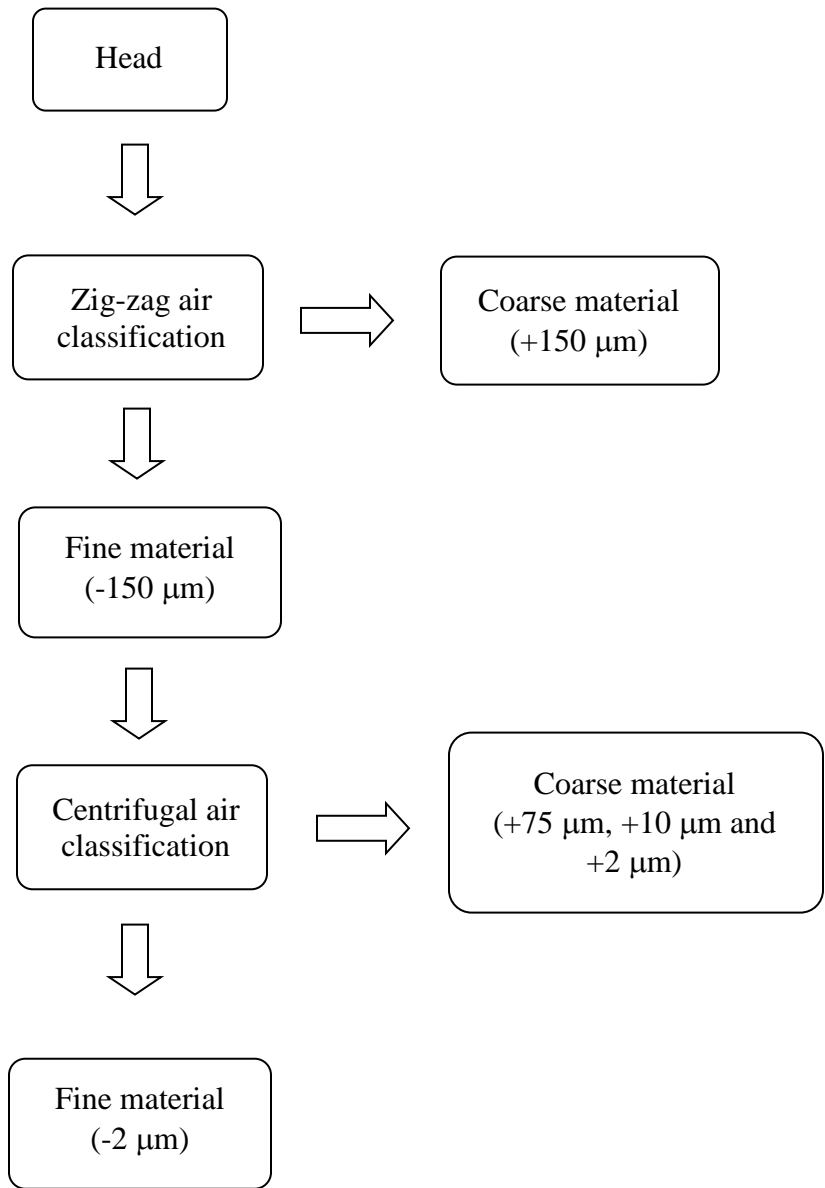 Head
Zig-zag air
classification
Coarse material
(+150 μm)
Fine material
(-150 μm)
Centrifugal air
classification
Coarse material
(+75 μm, +10 μm and
+2 μm)
Fine material
(-2 μm)